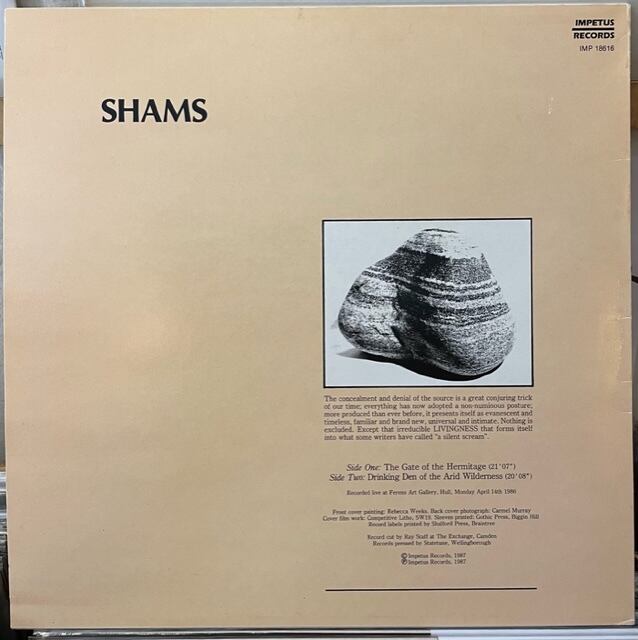 IMPETUS
RECORDS
IMP 18616
SHAMS
The concealment and denial of the source is a great conjuring trick
of our time; everything has now adopted a non-numinous posture;
more produced than ever before, it presents itself as evanescent and
timeless, familiar and brand new, universal and intimate. Nothing is
excluded. Except that irreducible LIVINGNESS that forms itself
into what some writers have called "a silent scream".
Side One: The Gate of the Hermitage (21'07")
Side Two: Drinking Den of the Arid Wilderness (20'08")
Recorded live at Ferens Art Gallery, Hull, Monday April 14th 1986
Front cover painting: Rebecca Weeks. Back cover photograph: Carmel Murray
Cover film work: Competitive Litho, SW19. Sleeves printed: Gothic Press, Biggin Hill
Record labels printed by Shalford Press, Braintree
Record cut by Ray Staff at The Exchange, Camden
Records pressed by Statetune, Wellingborough
©Impetus Records, 1987
℗Impetus Records, 1987